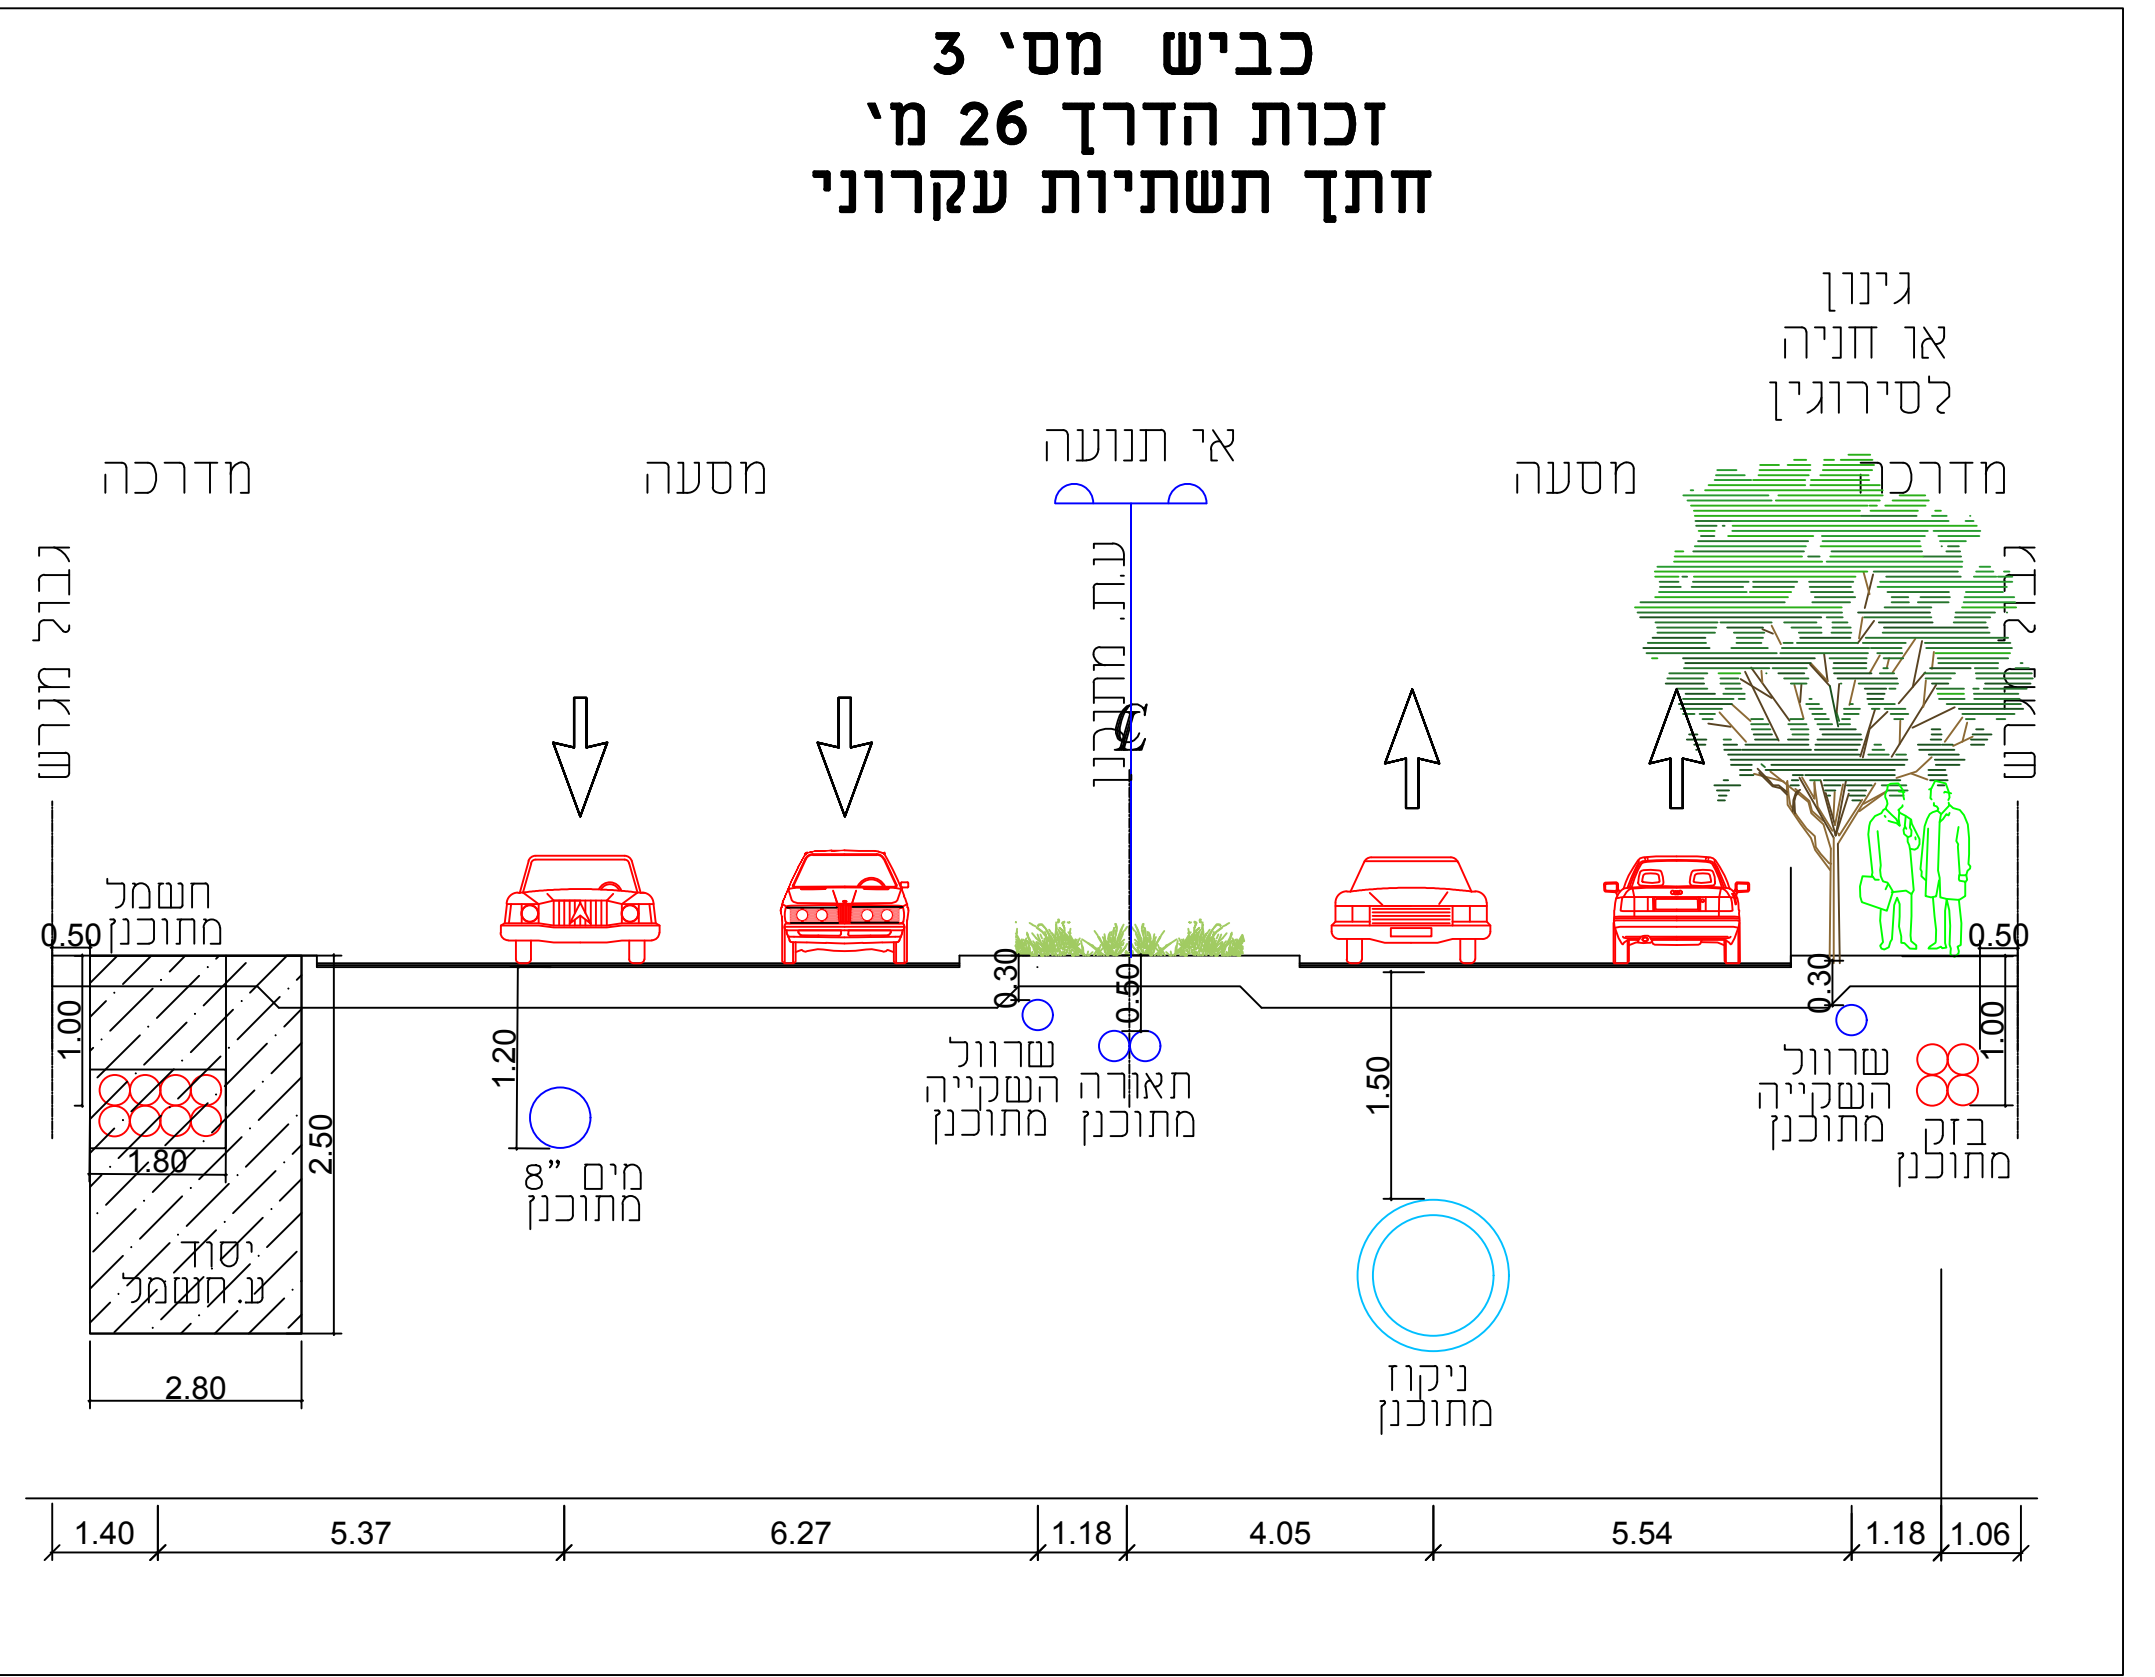 כביש מס' 3
זכות הדרך 26 מ'
חתך תשתיות עקרוני
גינון
או חניה
לסירוגין
מדרכה
מסעה
אי תנועה
מסעה
מדרכה
גבול מגרש
ע.ת. מתוכנן
גבול מגרש
חשמל
מתוכנן
0.50
0.50
1.00
1.20
0.30
0.50
1.50
0.30
1.00
שרוול
השקייה
מתוכנן
תאורה
מתוכנן
שרוול
השקייה
מתוכנן
בזק
מתוכנן
1.80
2.50
מים "8
מתוכנן
יסוד
ע.חשמל
2.80
ניקוז
מתוכנן
1.40 5.37 6.27 1.18 4.05 5.54 1.18 1.06